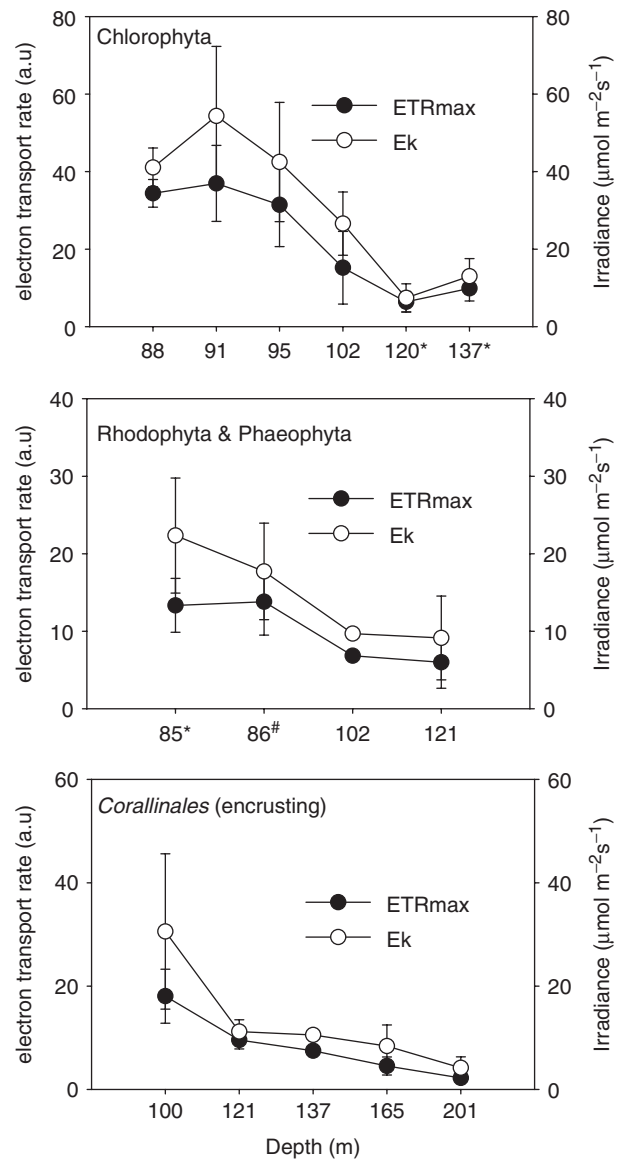 Chlorophyta
electron transport rate (a.u)
80
60
40
20
0
ETRmax
Ek
80
60
40
20
0
Irradiance (μmol m⁻²s⁻¹)
88 91 95 102 120* 137*
Rhodophyta & Phaeophyta
electron transport rate (a.u)
40
30
20
10
0
ETRmax
Ek
40
30
20
10
0
Irradiance (μmol m⁻²s⁻¹)
85* 86# 102 121
Corallinales (encrusting)
electron transport rate (a.u)
60
40
20
0
ETRmax
Ek
60
40
20
0
Irradiance (μmol m⁻²s⁻¹)
100 121 137 165 201
Depth (m)